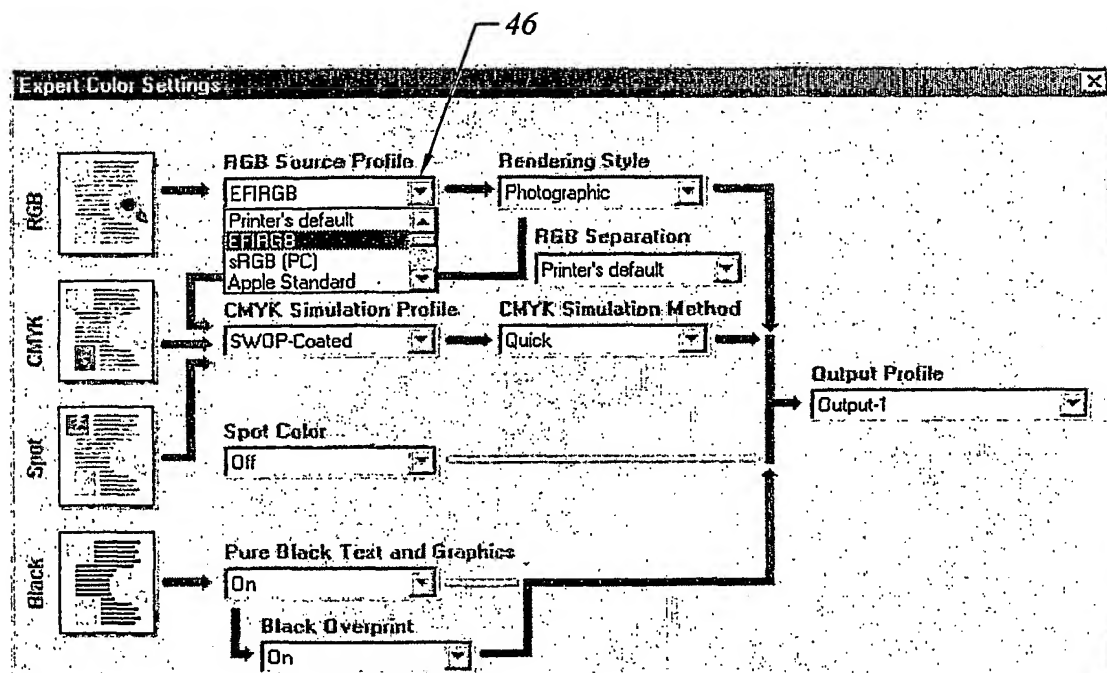 46
Expert Color Settings
RGB
RGB Source Profile
EFIRGB
Printer's default
EFIRGB
sRGB (PC)
Apple Standard
Rendering Style
Photographic
RGB Separation
Printer's default
CMYK
CMYK Simulation Profile
SWOP-Coated
CMYK Simulation Method
Quick
Output Profile
Output-1
Spot
Spot Color
Off
Black
Pure Black Text and Graphics
On
Black Overprint
On